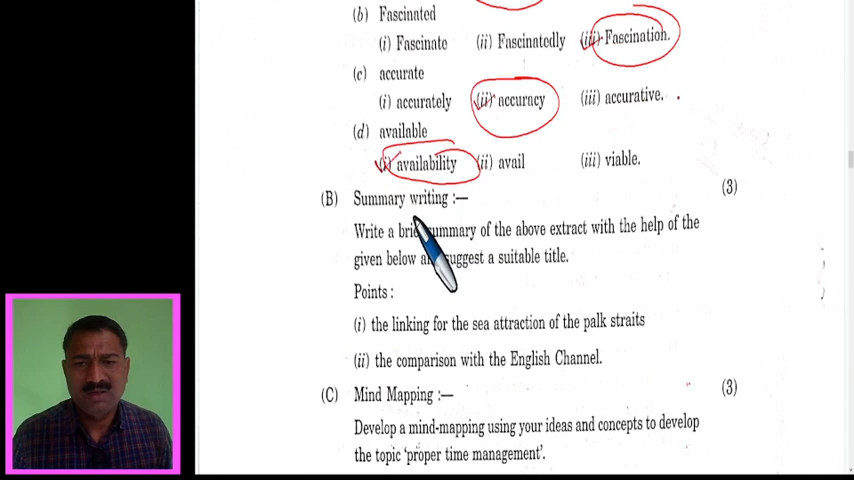 (b) Fascinated
(i) Fascinate (ii) Fascinatedly (iii) Fascination.
(c) accurate
(i) accurately (ii) accuracy (iii) accurative.
(d) available
(i) availability (ii) avail (iii) viable.
(B) Summary writing :— (3)
Write a summary of the above extract with the help of the
given below suggest a suitable title.
Points :
(i) the linking for the sea attraction of the palk straits
(ii) the comparison with the English Channel.
(C) Mind Mapping :— (3)
Develop a mind-mapping using your ideas and concepts to develop
the topic 'proper time management'.